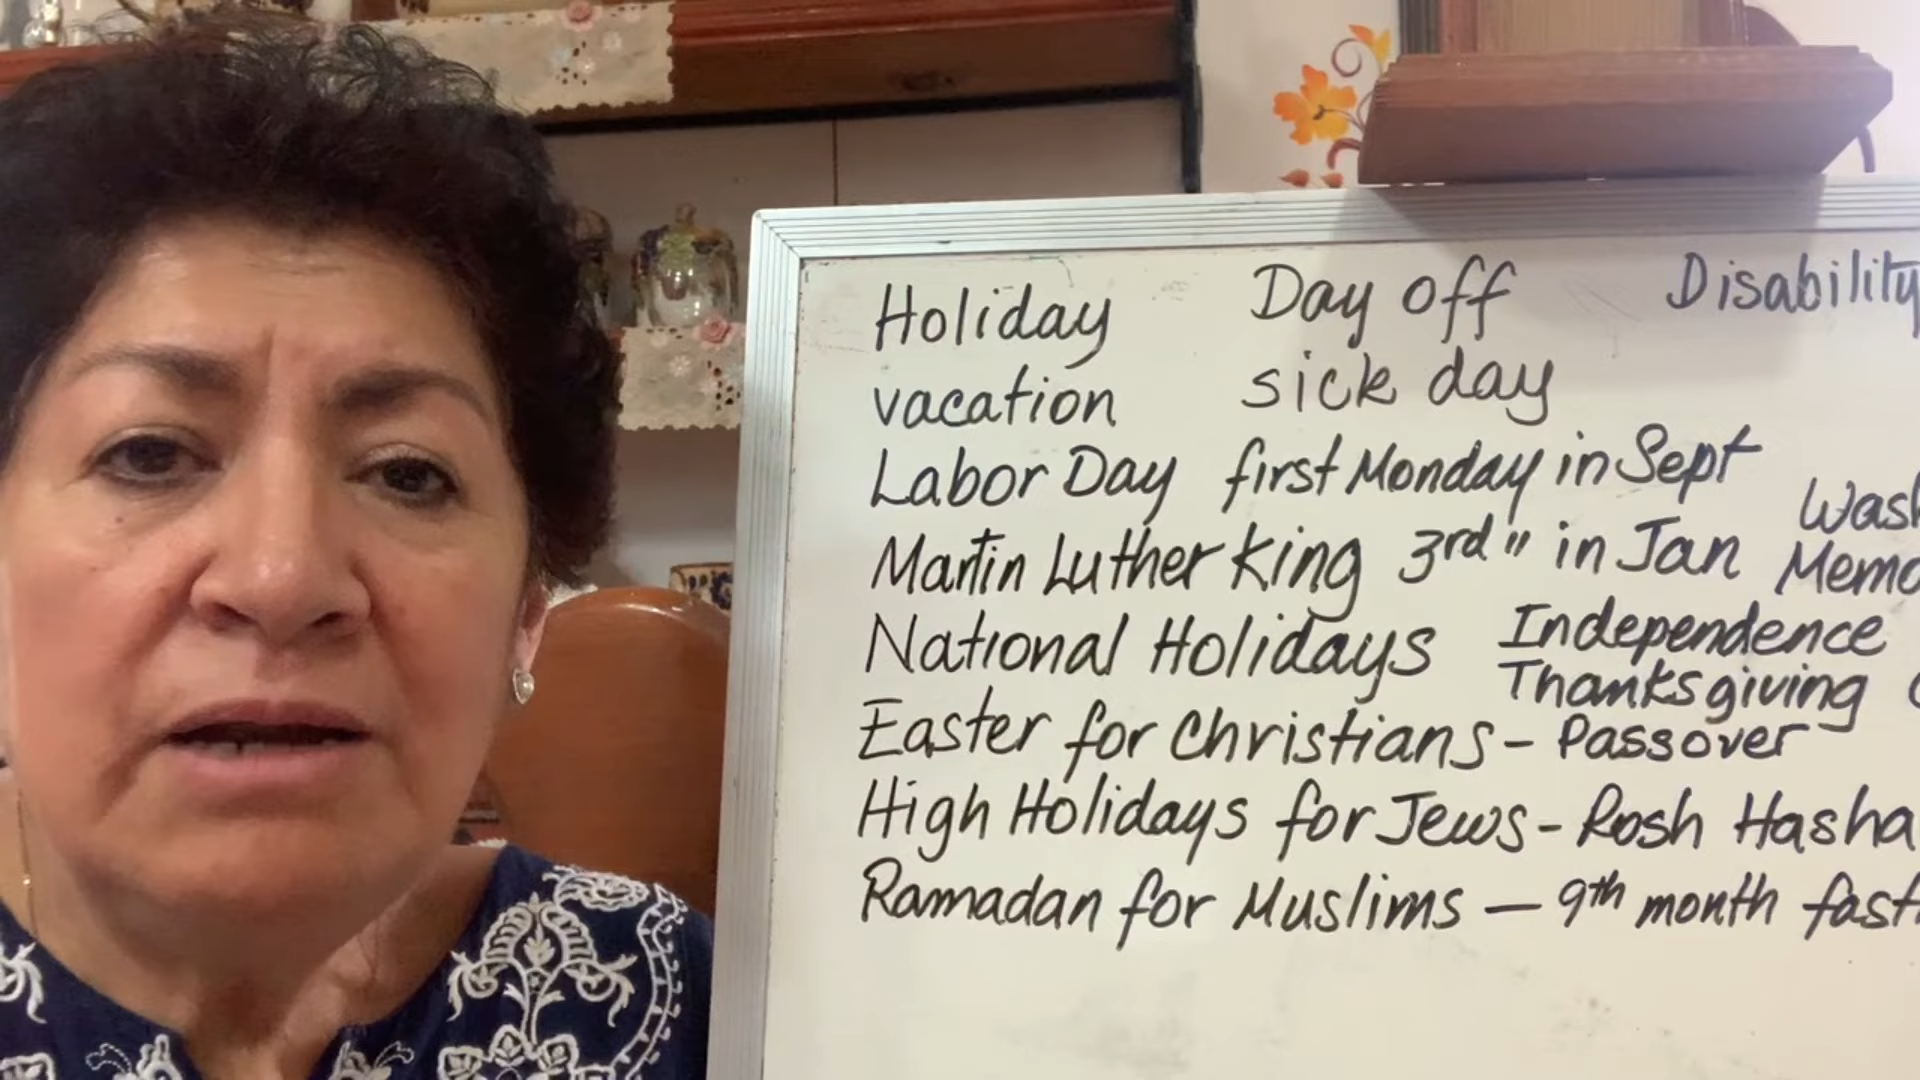 Holiday Day off Disability
vacation sick day
Labor Day first Monday in Sept
Martin Luther King 3rd " in Jan
National Holidays Independence
Thanksgiving
Easter for Christians - Passover
High Holidays for Jews - Rosh Hasha
Ramadan for Muslims — 9th month